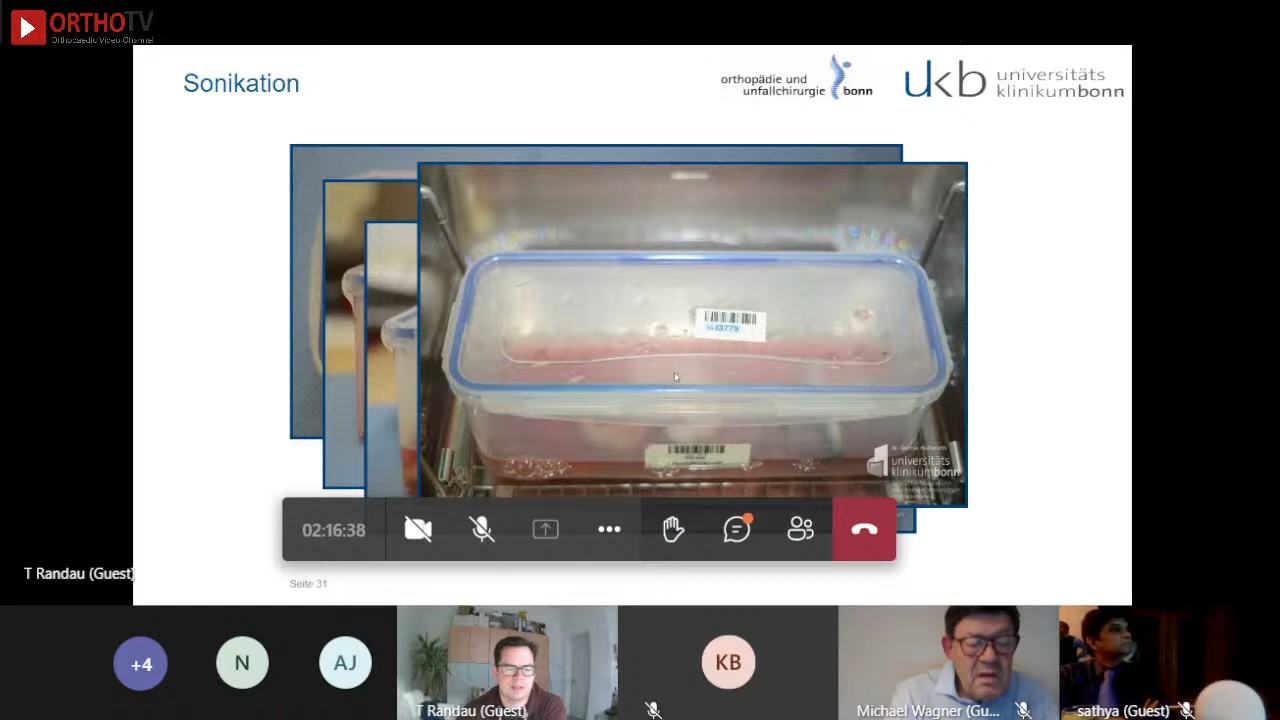 ORTHOTV
Orthopaedic Video Channel
Sonikation
orthopädie und
unfallchirurgie bonn
ukb universitäts
klinikumbonn
universitäts
klinikumbonn
02:16:38
Seite 31
T Randau (Guest)
+4
N
AJ
T Randau (Guest)
KB
Michael Wagner (Gu...
sathya (Guest)